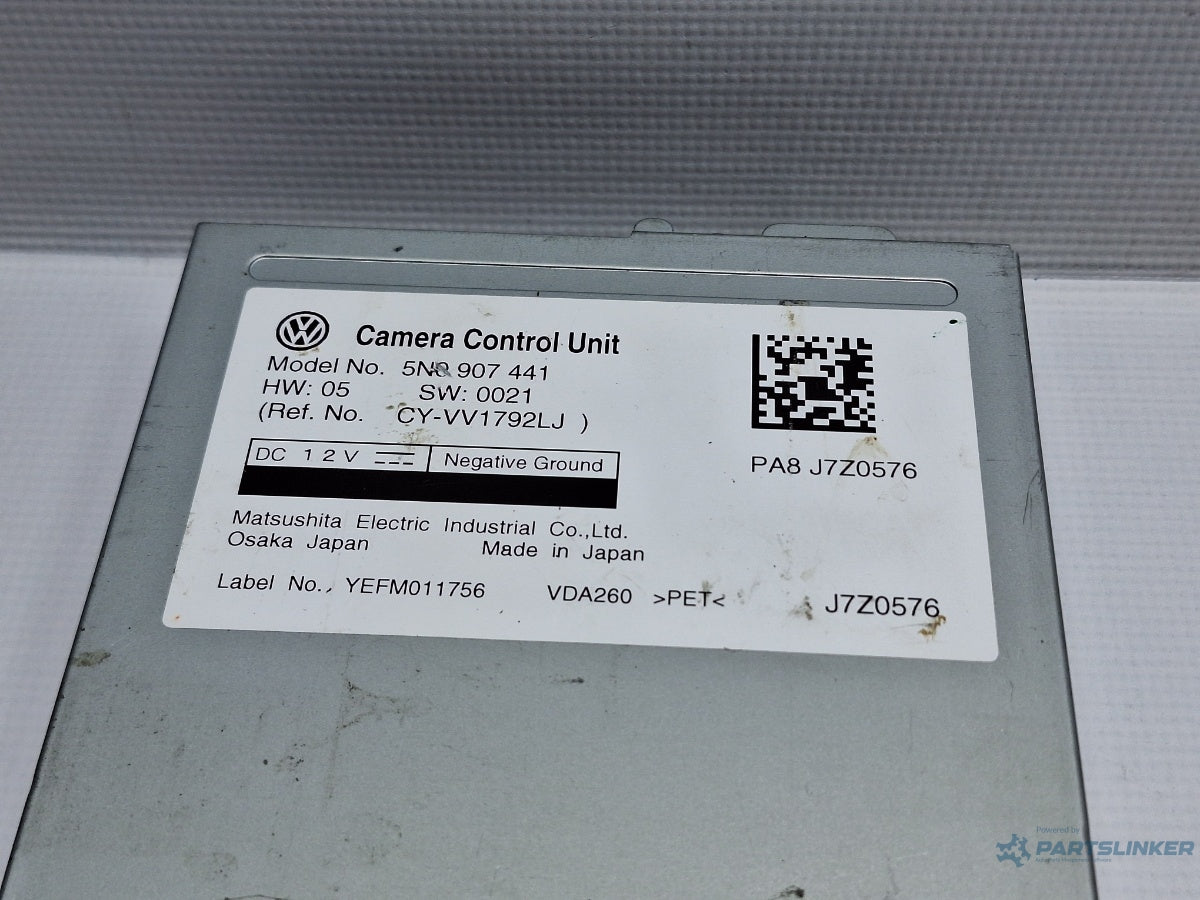 Camera Control Unit
Model No. 5N0 907 441
HW: 05 SW: 0021
(Ref. No. CY-VV1792LJ )
DC 12V Negative Ground
PA8 J7Z0576
Matsushita Electric Industrial Co.,Ltd.
Osaka Japan Made in Japan
Label No., YEFM011756 VDA260 >PET< J7Z0576
Powered by
PARTSLINKER